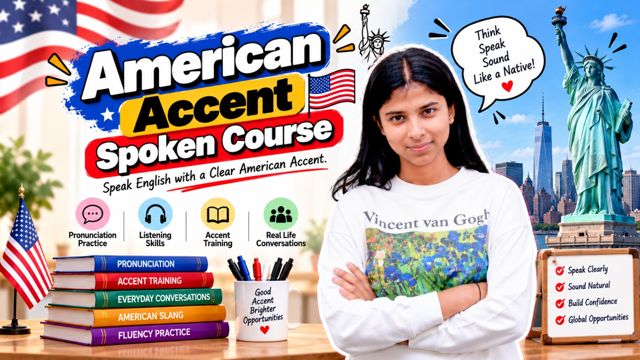 American
Accent
Spoken Course
Speak English with a Clear American Accent.
Think
Speak
Sound
Like a Native!
Pronunciation
Practice
Listening
Skills
Accent
Training
Real Life
Conversations
PRONUNCIATION
ACCENT TRAINING
EVERYDAY CONVERSATIONS
AMERICAN SLANG
FLUENCY PRACTICE
Good
Accent
Brighter
Opportunities
Vincent van Gogh
Speak Clearly
Sound Natural
Build Confidence
Global Opportunities